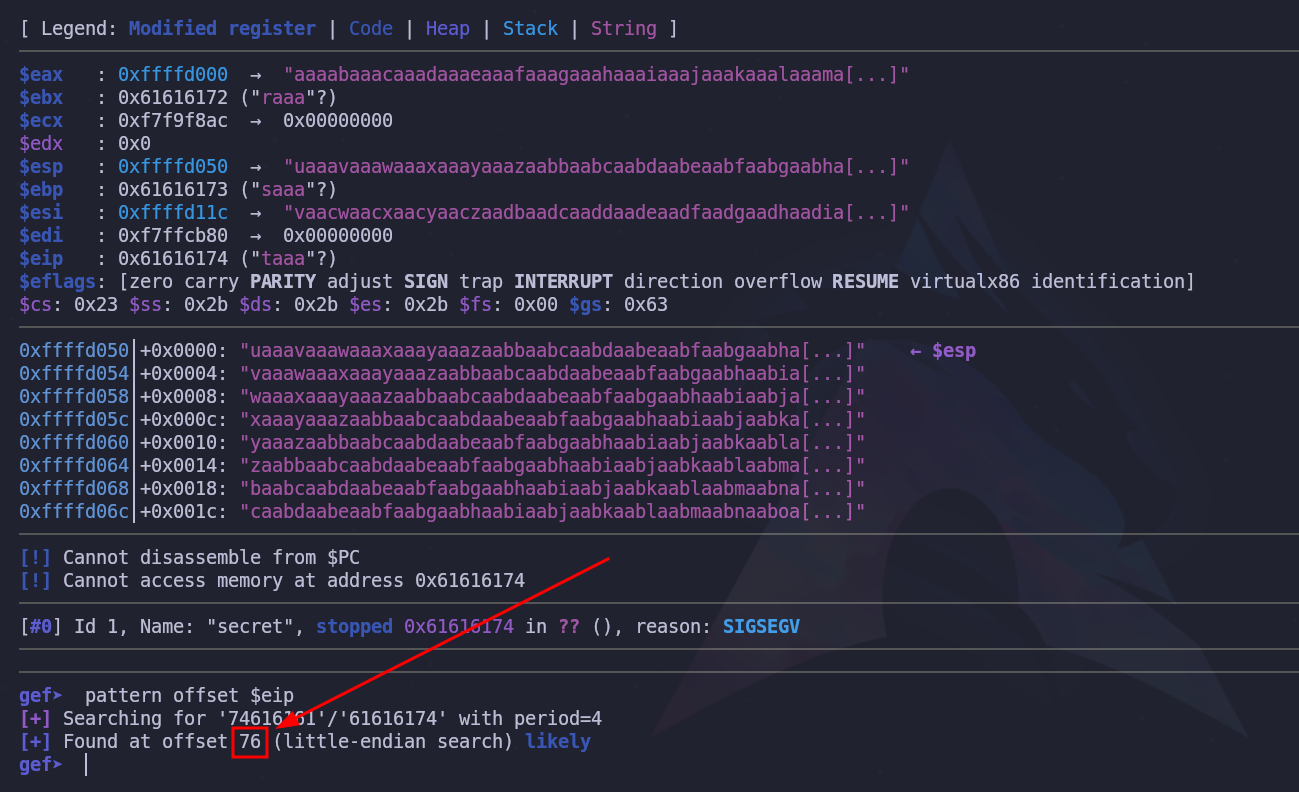 [ Legend: Modified register | Code | Heap | Stack | String ]
$eax   : 0xffffd000  →  "aaaabaaacaaadaaaeaaafaaagaaahaaaiaaajaaakaaalaaama[...]"
$ebx   : 0x61616172 ("raaa"?)
$ecx   : 0xf7f9f8ac  →  0x00000000
$edx   : 0x0
$esp   : 0xffffd050  →  "uaaavaaawaaaxaaayaaazaabbaabcaabdaabeaabfaabgaabha[...]"
$ebp   : 0x61616173 ("saaa"?)
$esi   : 0xffffd11c  →  "vaacwaacxaacyaaczaadbaadcaaddaadeaadfaadgaadhaadia[...]"
$edi   : 0xf7ffcb80  →  0x00000000
$eip   : 0x61616174 ("taaa"?)
$eflags: [zero carry PARITY adjust SIGN trap INTERRUPT direction overflow RESUME virtualx86 identification]
$cs: 0x23 $ss: 0x2b $ds: 0x2b $es: 0x2b $fs: 0x00 $gs: 0x63
0xffffd050│+0x0000: "uaaavaaawaaaxaaayaaazaabbaabcaabdaabeaabfaabgaabha[...]"    ← $esp
0xffffd054│+0x0004: "vaaawaaaxaaayaaazaabbaabcaabdaabeaabfaabgaabhaabia[...]"
0xffffd058│+0x0008: "waaaxaaayaaazaabbaabcaabdaabeaabfaabgaabhaabiaabja[...]"
0xffffd05c│+0x000c: "xaaayaaazaabbaabcaabdaabeaabfaabgaabhaabiaabjaabka[...]"
0xffffd060│+0x0010: "yaaazaabbaabcaabdaabeaabfaabgaabhaabiaabjaabkaabla[...]"
0xffffd064│+0x0014: "zaabbaabcaabdaabeaabfaabgaabhaabiaabjaabkaablaabma[...]"
0xffffd068│+0x0018: "baabcaabdaabeaabfaabgaabhaabiaabjaabkaablaabmaabna[...]"
0xffffd06c│+0x001c: "caabdaabeaabfaabgaabhaabiaabjaabkaablaabmaabnaaboa[...]"
[!] Cannot disassemble from $PC
[!] Cannot access memory at address 0x61616174
[#0] Id 1, Name: "secret", stopped 0x61616174 in ?? (), reason: SIGSEGV
gef➤  pattern offset $eip
[+] Searching for '74616161'/'61616174' with period=4
[+] Found at offset 76 (little-endian search) likely
gef➤